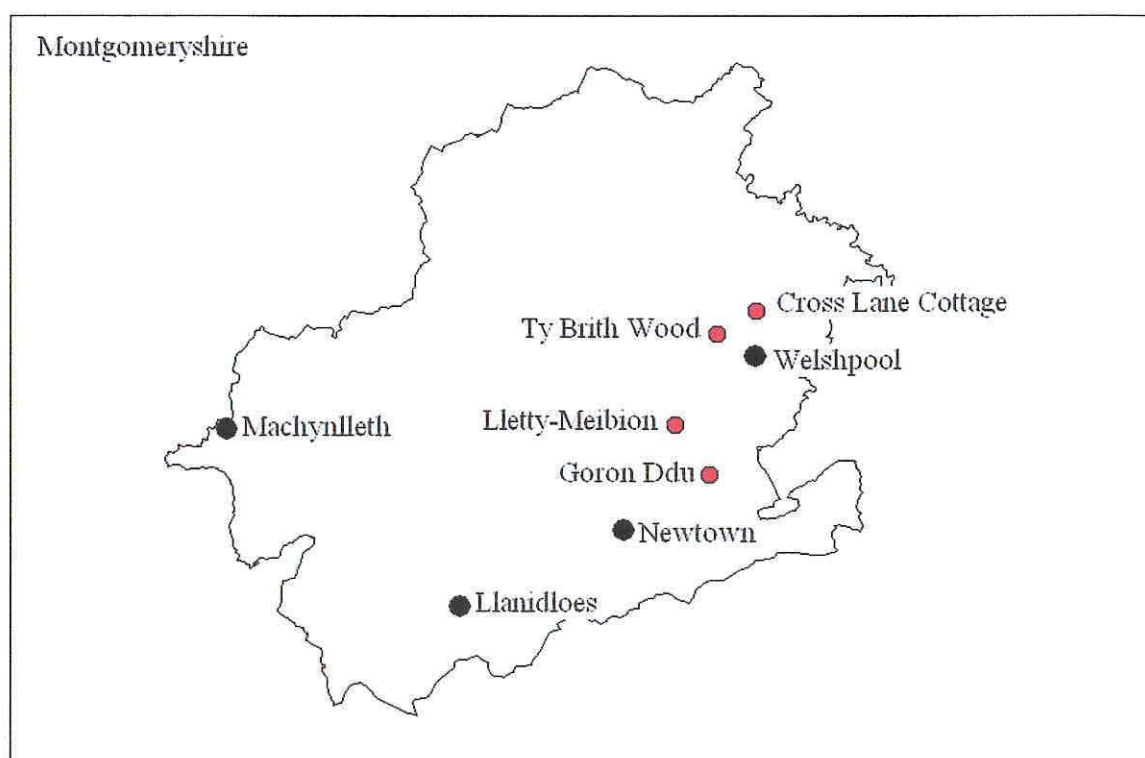 Montgomeryshire
Cross Lane Cottage
Ty Brith Wood
Welshpool
Lletty-Meibion
Machynlleth
Goron Ddu
Newtown
Llanidloes